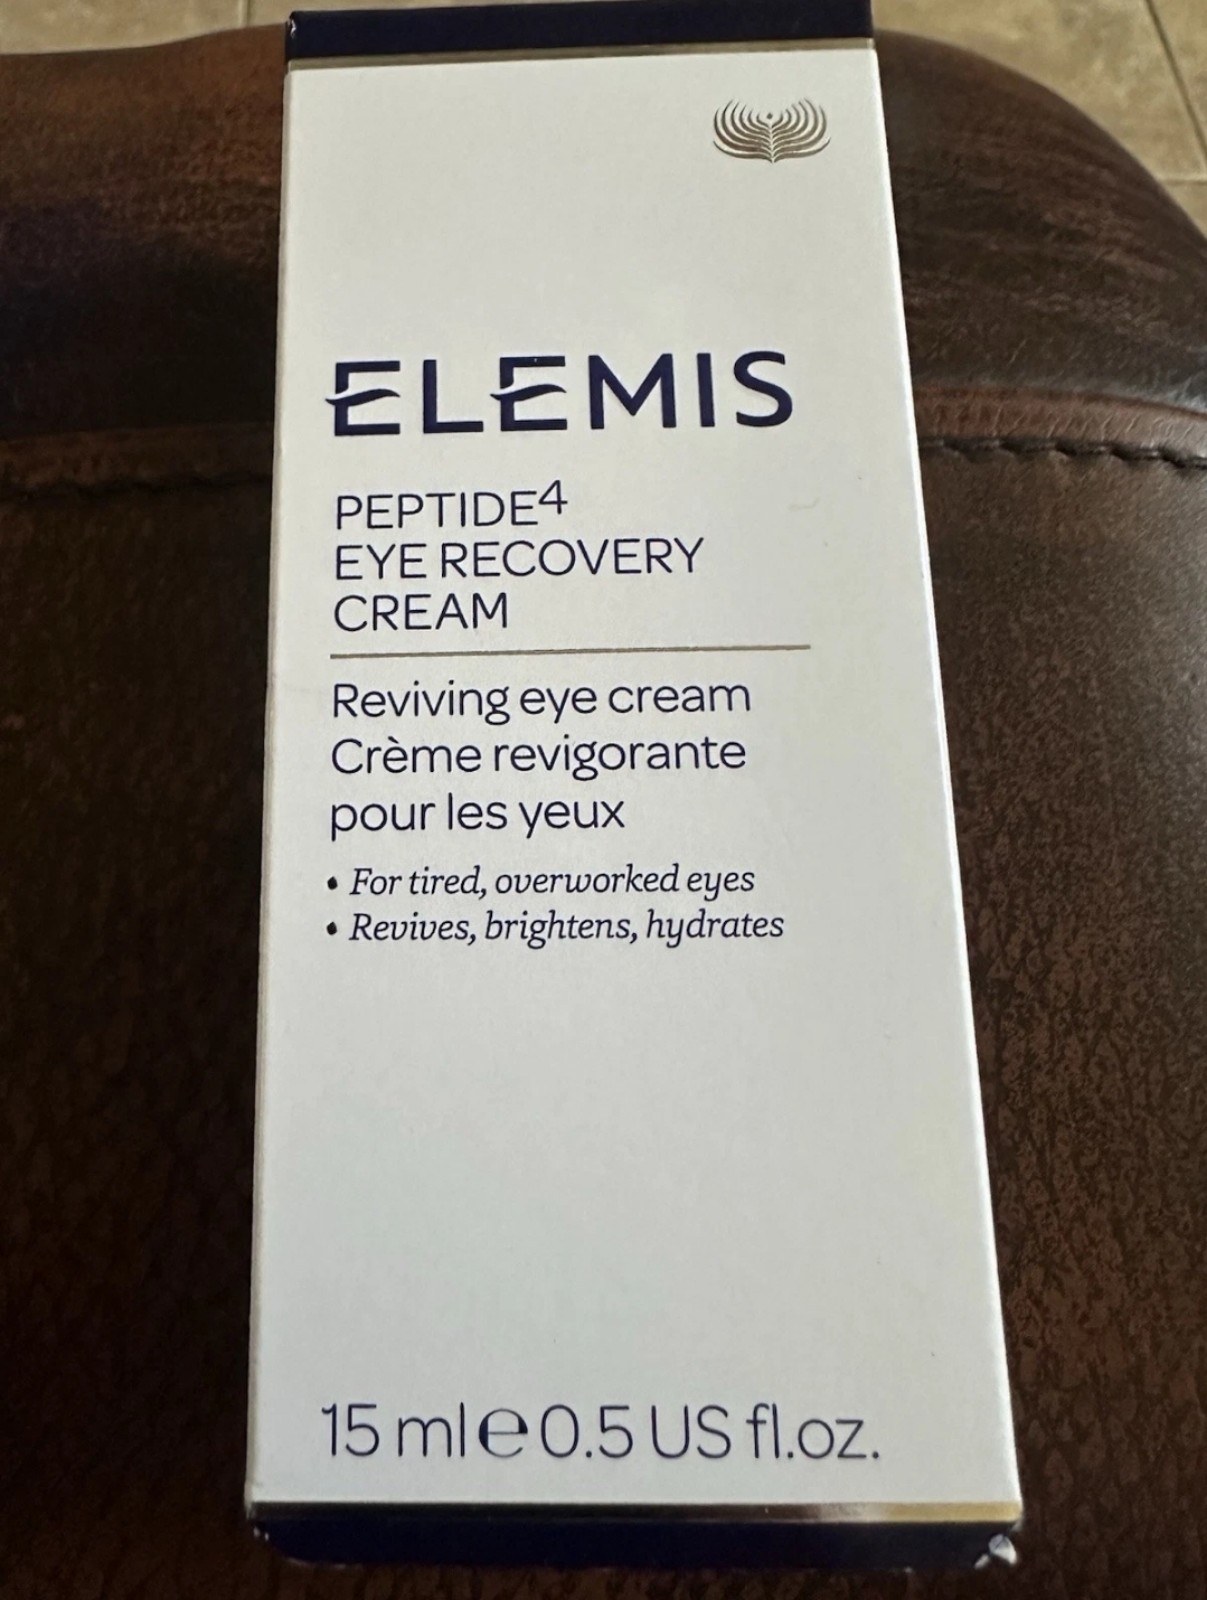 ELEMIS
PEPTIDE⁴
EYE RECOVERY
CREAM
Reviving eye cream
Crème revigorante
pour les yeux
• For tired, overworked eyes
• Revives, brightens, hydrates
15 ml ℮ 0.5 US fl.oz.